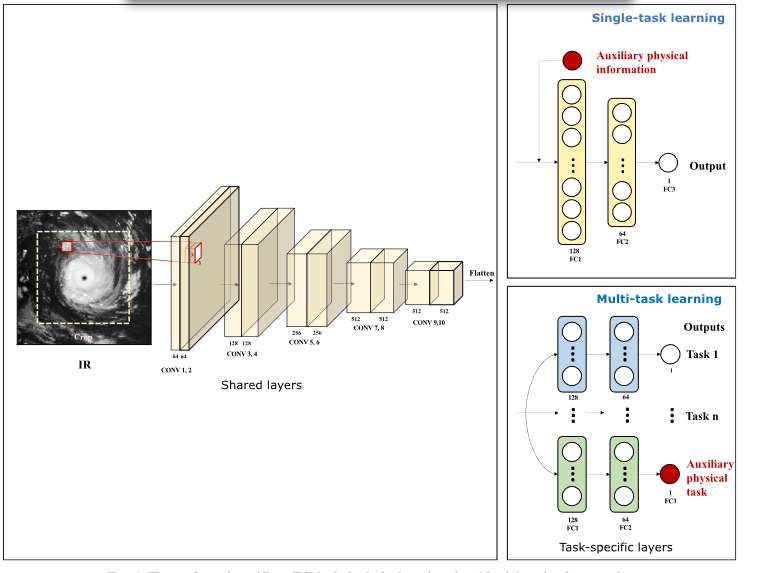 Single-task learning
Auxiliary physical
information
Output
1
FC3
128
FC1
64
FC2
Crop
IR
3
64 64
CONV 1, 2
128 128
CONV 3, 4
256 256
CONV 5, 6
512 512
CONV 7, 8
512 512
CONV 9,10
Flatten
Shared layers
Multi-task learning
Outputs
Task 1
1
128
64
Task n
Auxiliary
physical
task
1
FC3
128
FC1
64
FC2
Task-specific layers